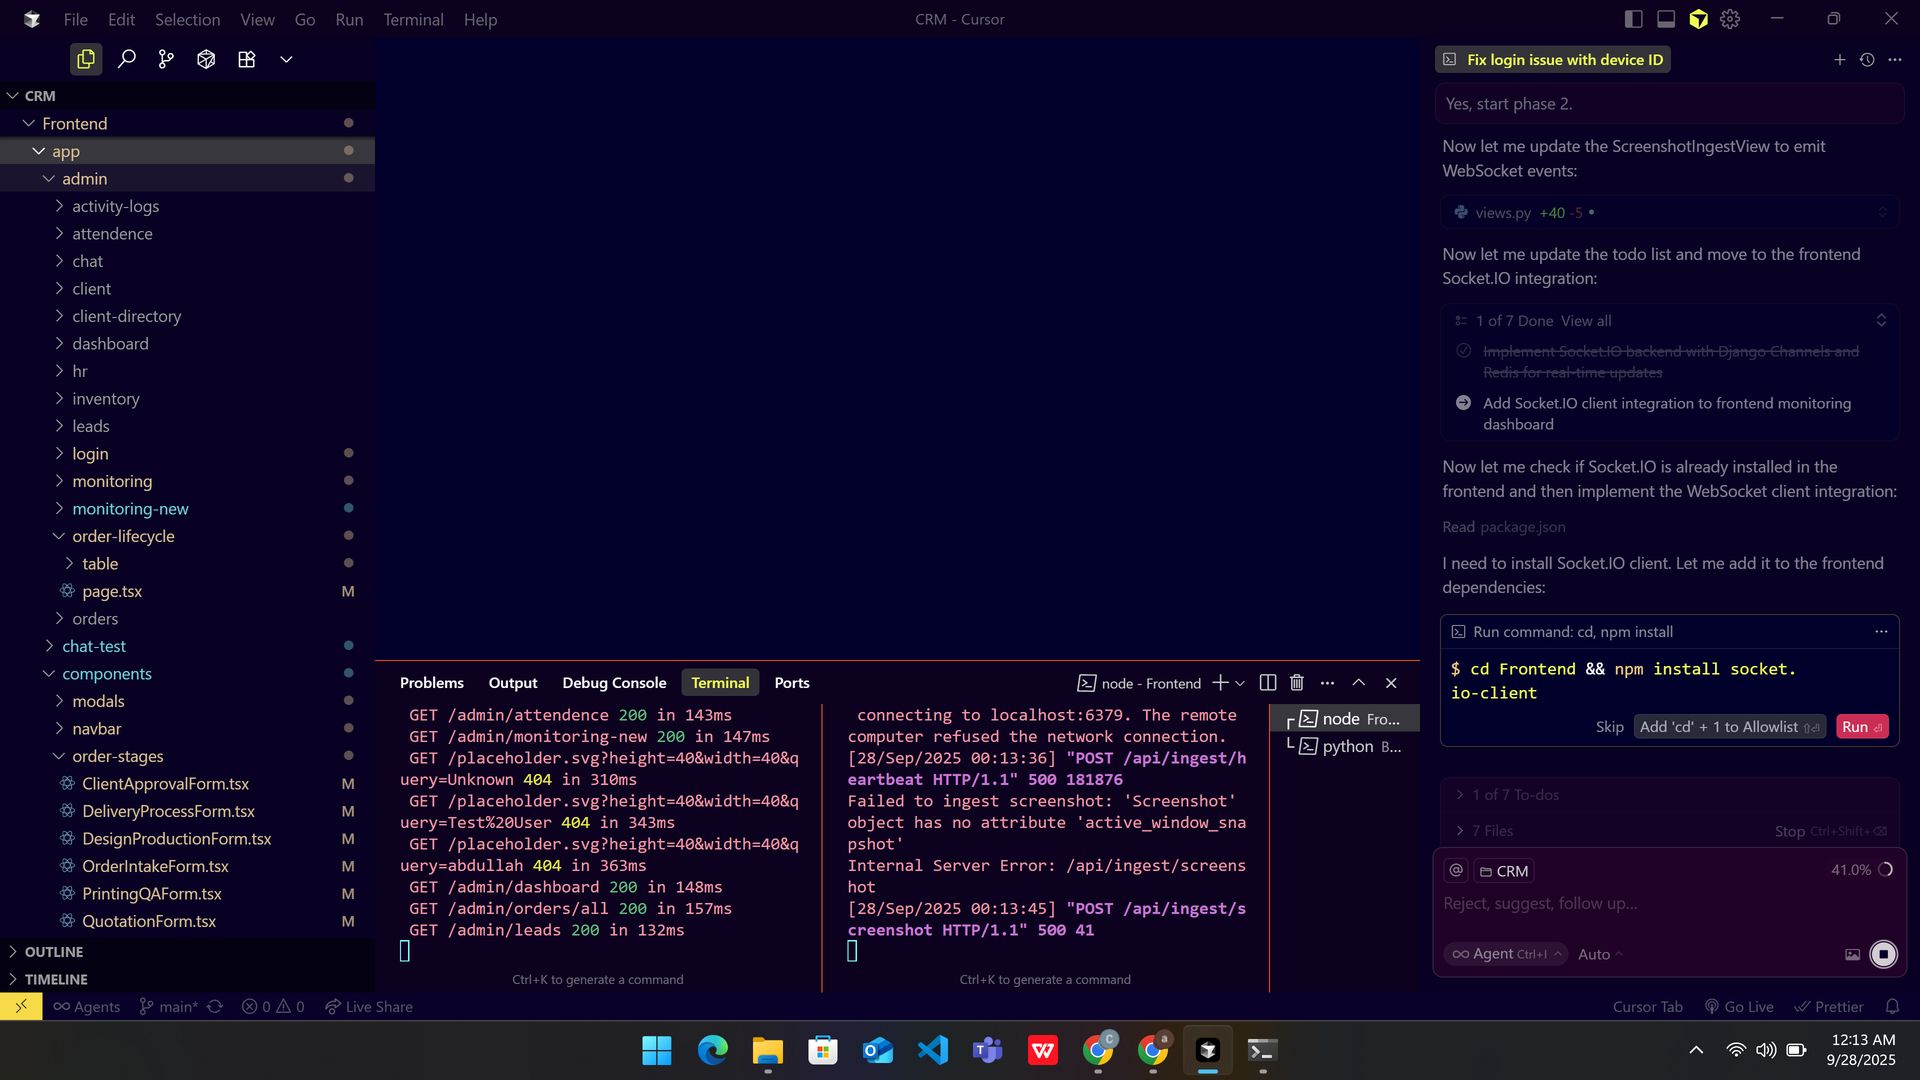 File Edit Selection View Go Run Terminal Help
CRM - Cursor
CRM
Frontend
app
admin
activity-logs
attendence
chat
client
client-directory
dashboard
hr
inventory
leads
login
monitoring
monitoring-new
order-lifecycle
table
page.tsx M
orders
chat-test
components
modals
navbar
order-stages
ClientApprovalForm.tsx M
DeliveryProcessForm.tsx M
DesignProductionForm.tsx M
OrderIntakeForm.tsx M
PrintingQAForm.tsx M
QuotationForm.tsx M
OUTLINE
TIMELINE
Problems Output Debug Console Terminal Ports
node - Frontend
GET /admin/attendence 200 in 143ms
GET /admin/monitoring-new 200 in 147ms
GET /placeholder.svg?height=40&width=40&q
uery=Unknown 404 in 310ms
GET /placeholder.svg?height=40&width=40&q
uery=Test%20User 404 in 343ms
GET /placeholder.svg?height=40&width=40&q
uery=abdullah 404 in 363ms
GET /admin/dashboard 200 in 148ms
GET /admin/orders/all 200 in 157ms
GET /admin/leads 200 in 132ms
Ctrl+K to generate a command
connecting to localhost:6379. The remote
computer refused the network connection.
[28/Sep/2025 00:13:36] "POST /api/ingest/h
eartbeat HTTP/1.1" 500 181876
Failed to ingest screenshot: 'Screenshot'
object has no attribute 'active_window_sna
pshot'
Internal Server Error: /api/ingest/screens
hot
[28/Sep/2025 00:13:45] "POST /api/ingest/s
creenshot HTTP/1.1" 500 41
Ctrl+K to generate a command
node Fro...
python B...
Fix login issue with device ID
Yes, start phase 2.
Now let me update the ScreenshotIngestView to emit
WebSocket events:
views.py +40 -5
Now let me update the todo list and move to the frontend
Socket.IO integration:
1 of 7 Done View all
Implement Socket.IO backend with Django Channels and
Redis for real-time updates
Add Socket.IO client integration to frontend monitoring
dashboard
Now let me check if Socket.IO is already installed in the
frontend and then implement the WebSocket client integration:
Read package.json
I need to install Socket.IO client. Let me add it to the frontend
dependencies:
Run command: cd, npm install
$ cd Frontend && npm install socket.
io-client
Skip Add 'cd' + 1 to Allowlist Run
1 of 7 To-dos
7 Files Stop Ctrl+Shift+
@ CRM 41.0%
Reject, suggest, follow up...
Agent Ctrl+I Auto
Agents main* 0 0 Live Share
Cursor Tab Go Live Prettier
12:13 AM
9/28/2025